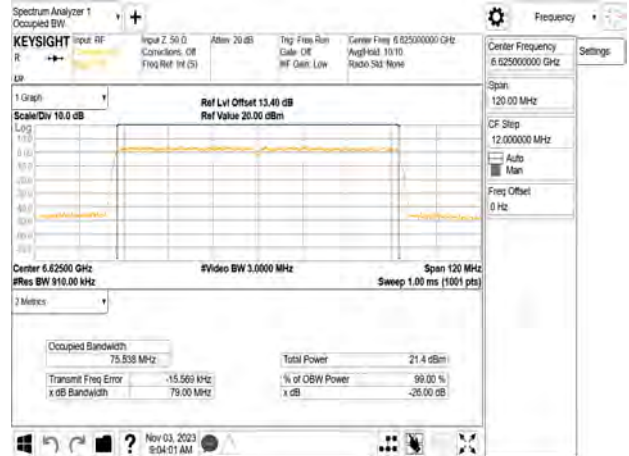 Spectrum Analyzer 1
Occupied BW
Frequency
KEYSIGHT
Input: RF
Input Z: 50 Ω
Atten: 20 dB
Trig: Free Run
Center Freq: 6.625000000 GHz
Corrections: Off
Gate: Off
Avg|Hold: 10/10
Freq Ref: Int (S)
#IF Gain: Low
Radio Std: None
Center Frequency
6.625000000 GHz
Settings
Span
120.00 MHz
CF Step
12.000000 MHz
Auto
Man
Freq Offset
0 Hz
1 Graph
Ref Lvl Offset 13.40 dB
Scale/Div 10.0 dB
Ref Value 20.00 dBm
Log
Center 6.62500 GHz
#Video BW 3.0000 MHz
Span 120 MHz
#Res BW 910.00 kHz
Sweep 1.00 ms (1001 pts)
2 Metrics
Occupied Bandwidth
75.538 MHz
Total Power
21.4 dBm
Transmit Freq Error
-15.569 kHz
% of OBW Power
99.00 %
x dB Bandwidth
79.00 MHz
x dB
-26.00 dB
Nov 03, 2023
9:04:01 AM